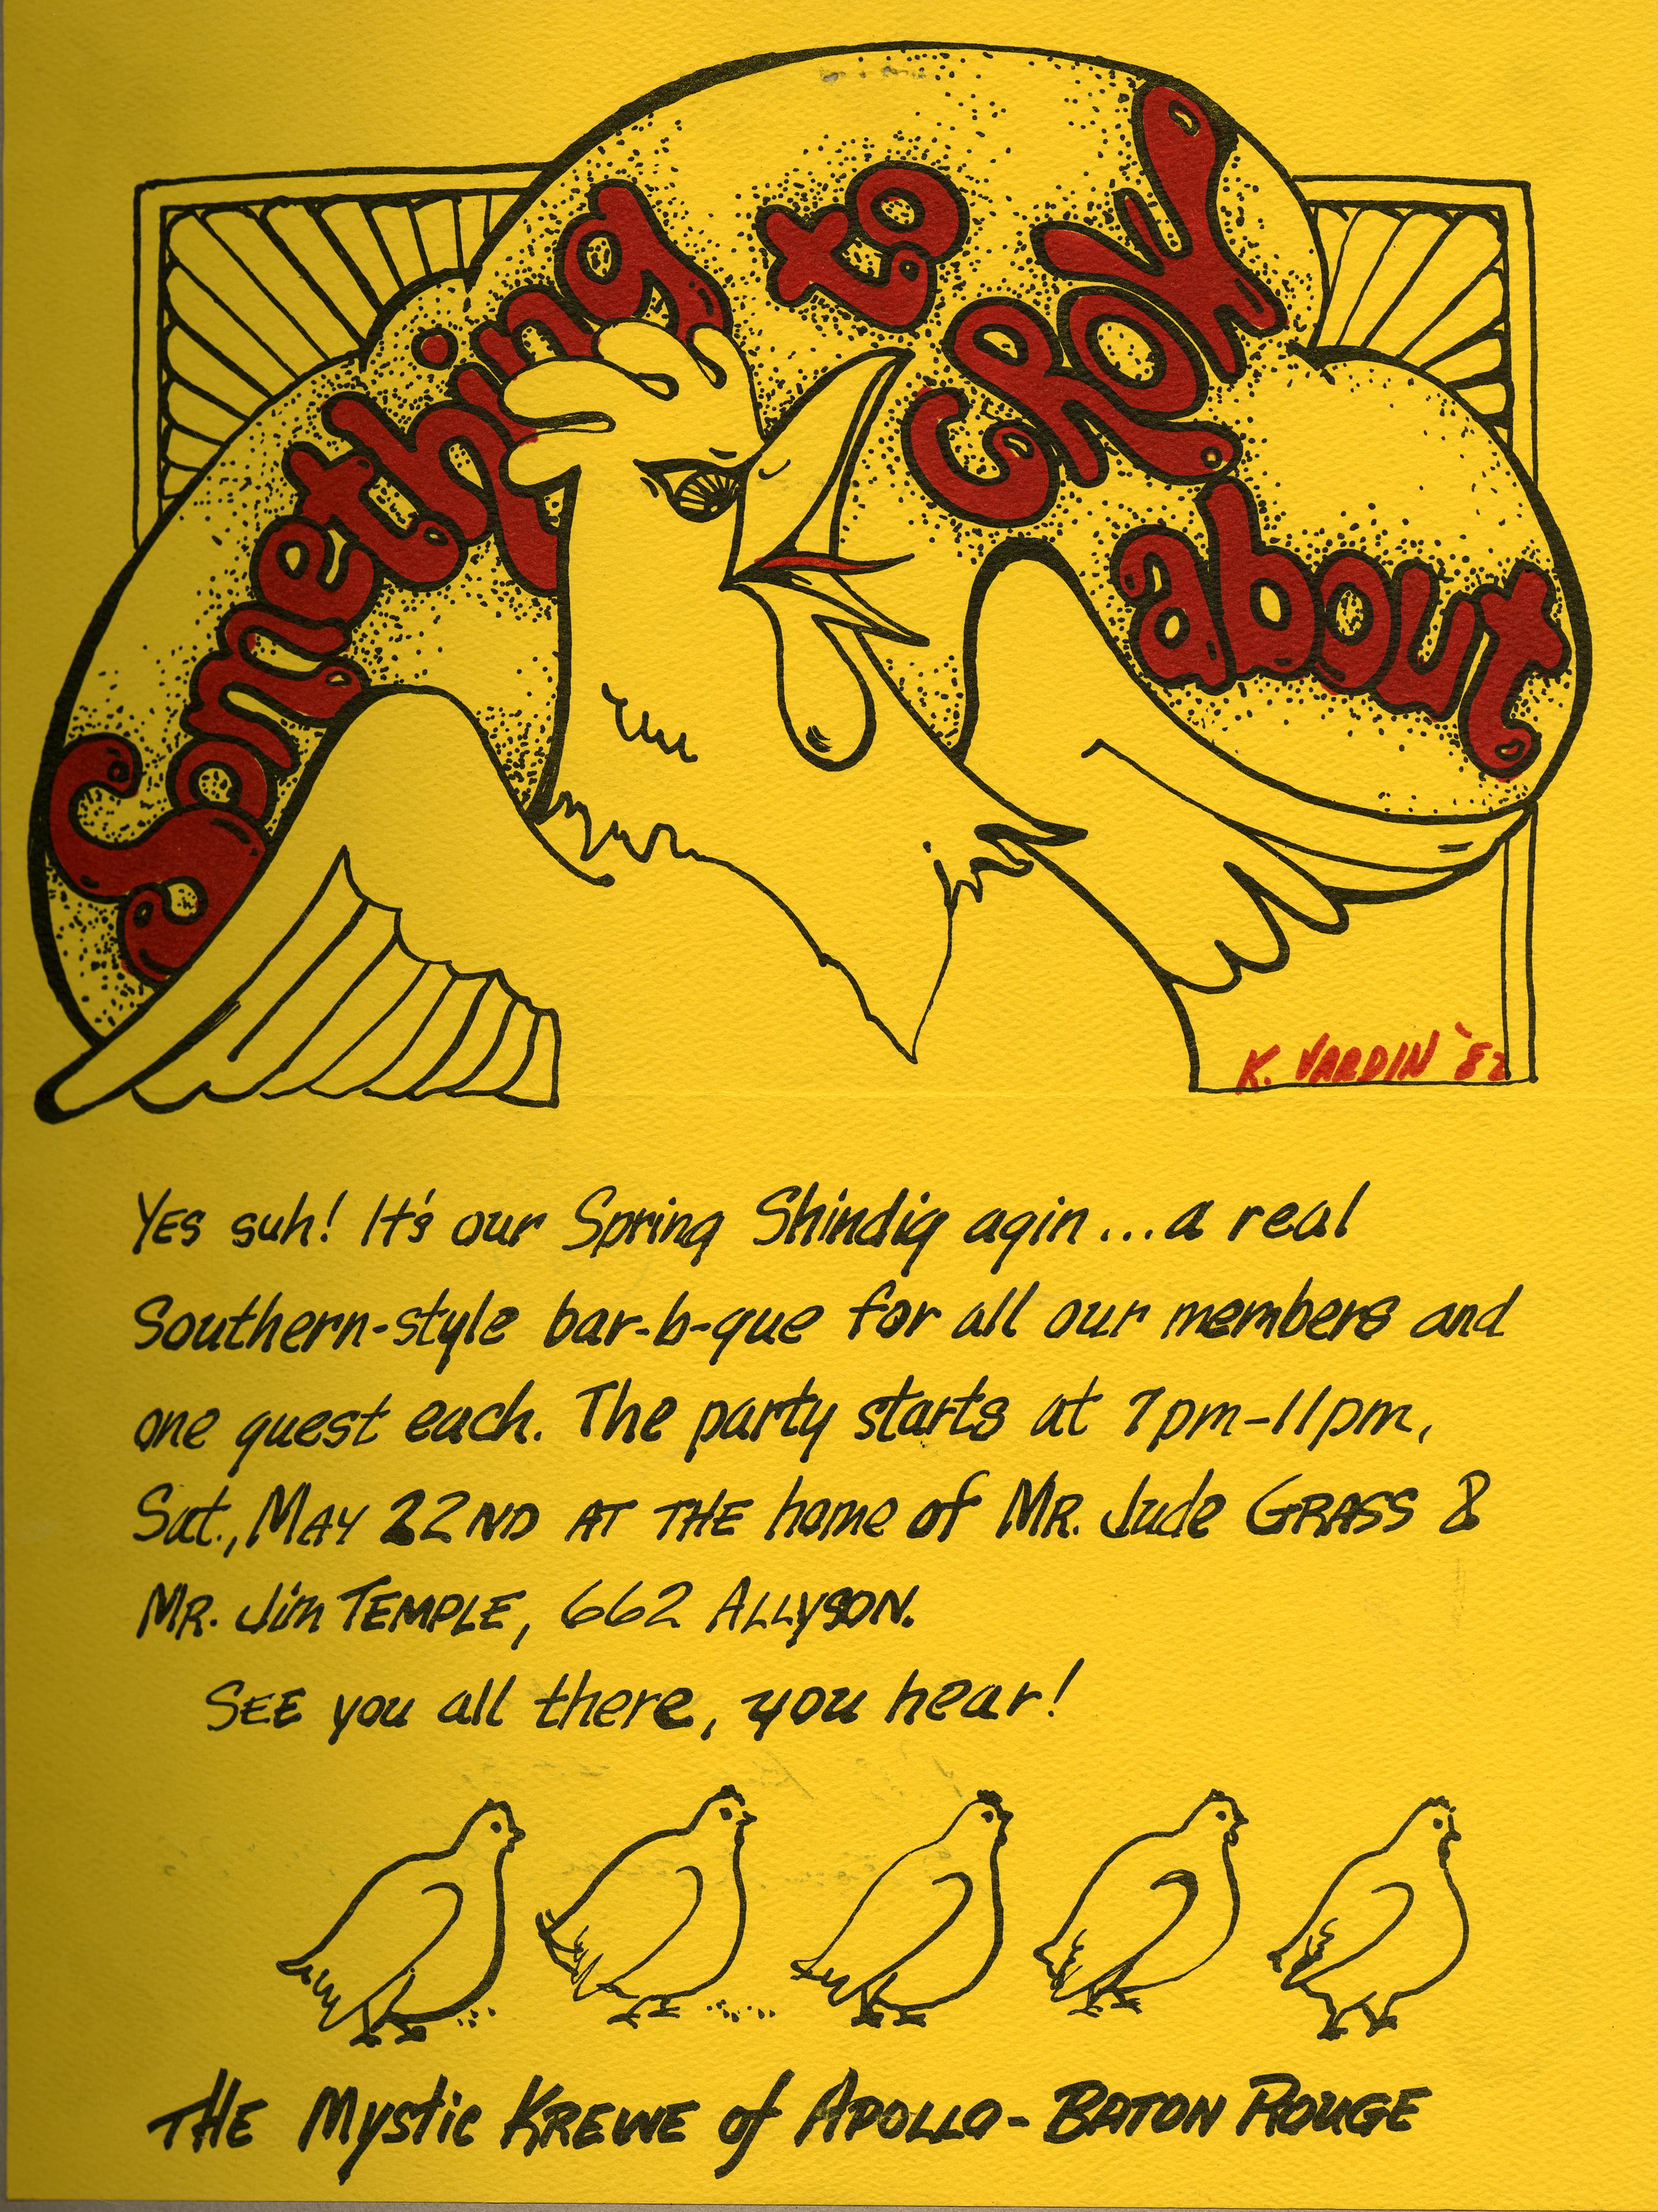 Something to CROW about
K. VARDIN '82
YES suh! It's our Spring Shindig agin...a real
Southern-style bar-b-que for all our members and
one guest each. The party starts at 7pm-11pm,
Sat., MAY 22ND AT THE home of MR. Jude GRASS &
MR. Jim TEMPLE, 662 ALLYSON.
SEE you all there, you hear!
THE Mystic KREWE of APOLLO-BATON ROUGE